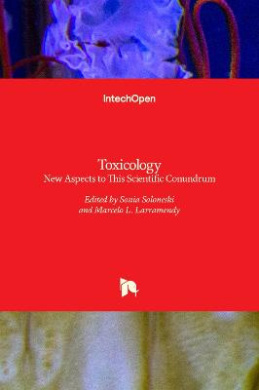 IntechOpen
Toxicology
New Aspects to This Scientific Conundrum
Edited by Sonia Soloneski
and Marcelo L. Larramendy